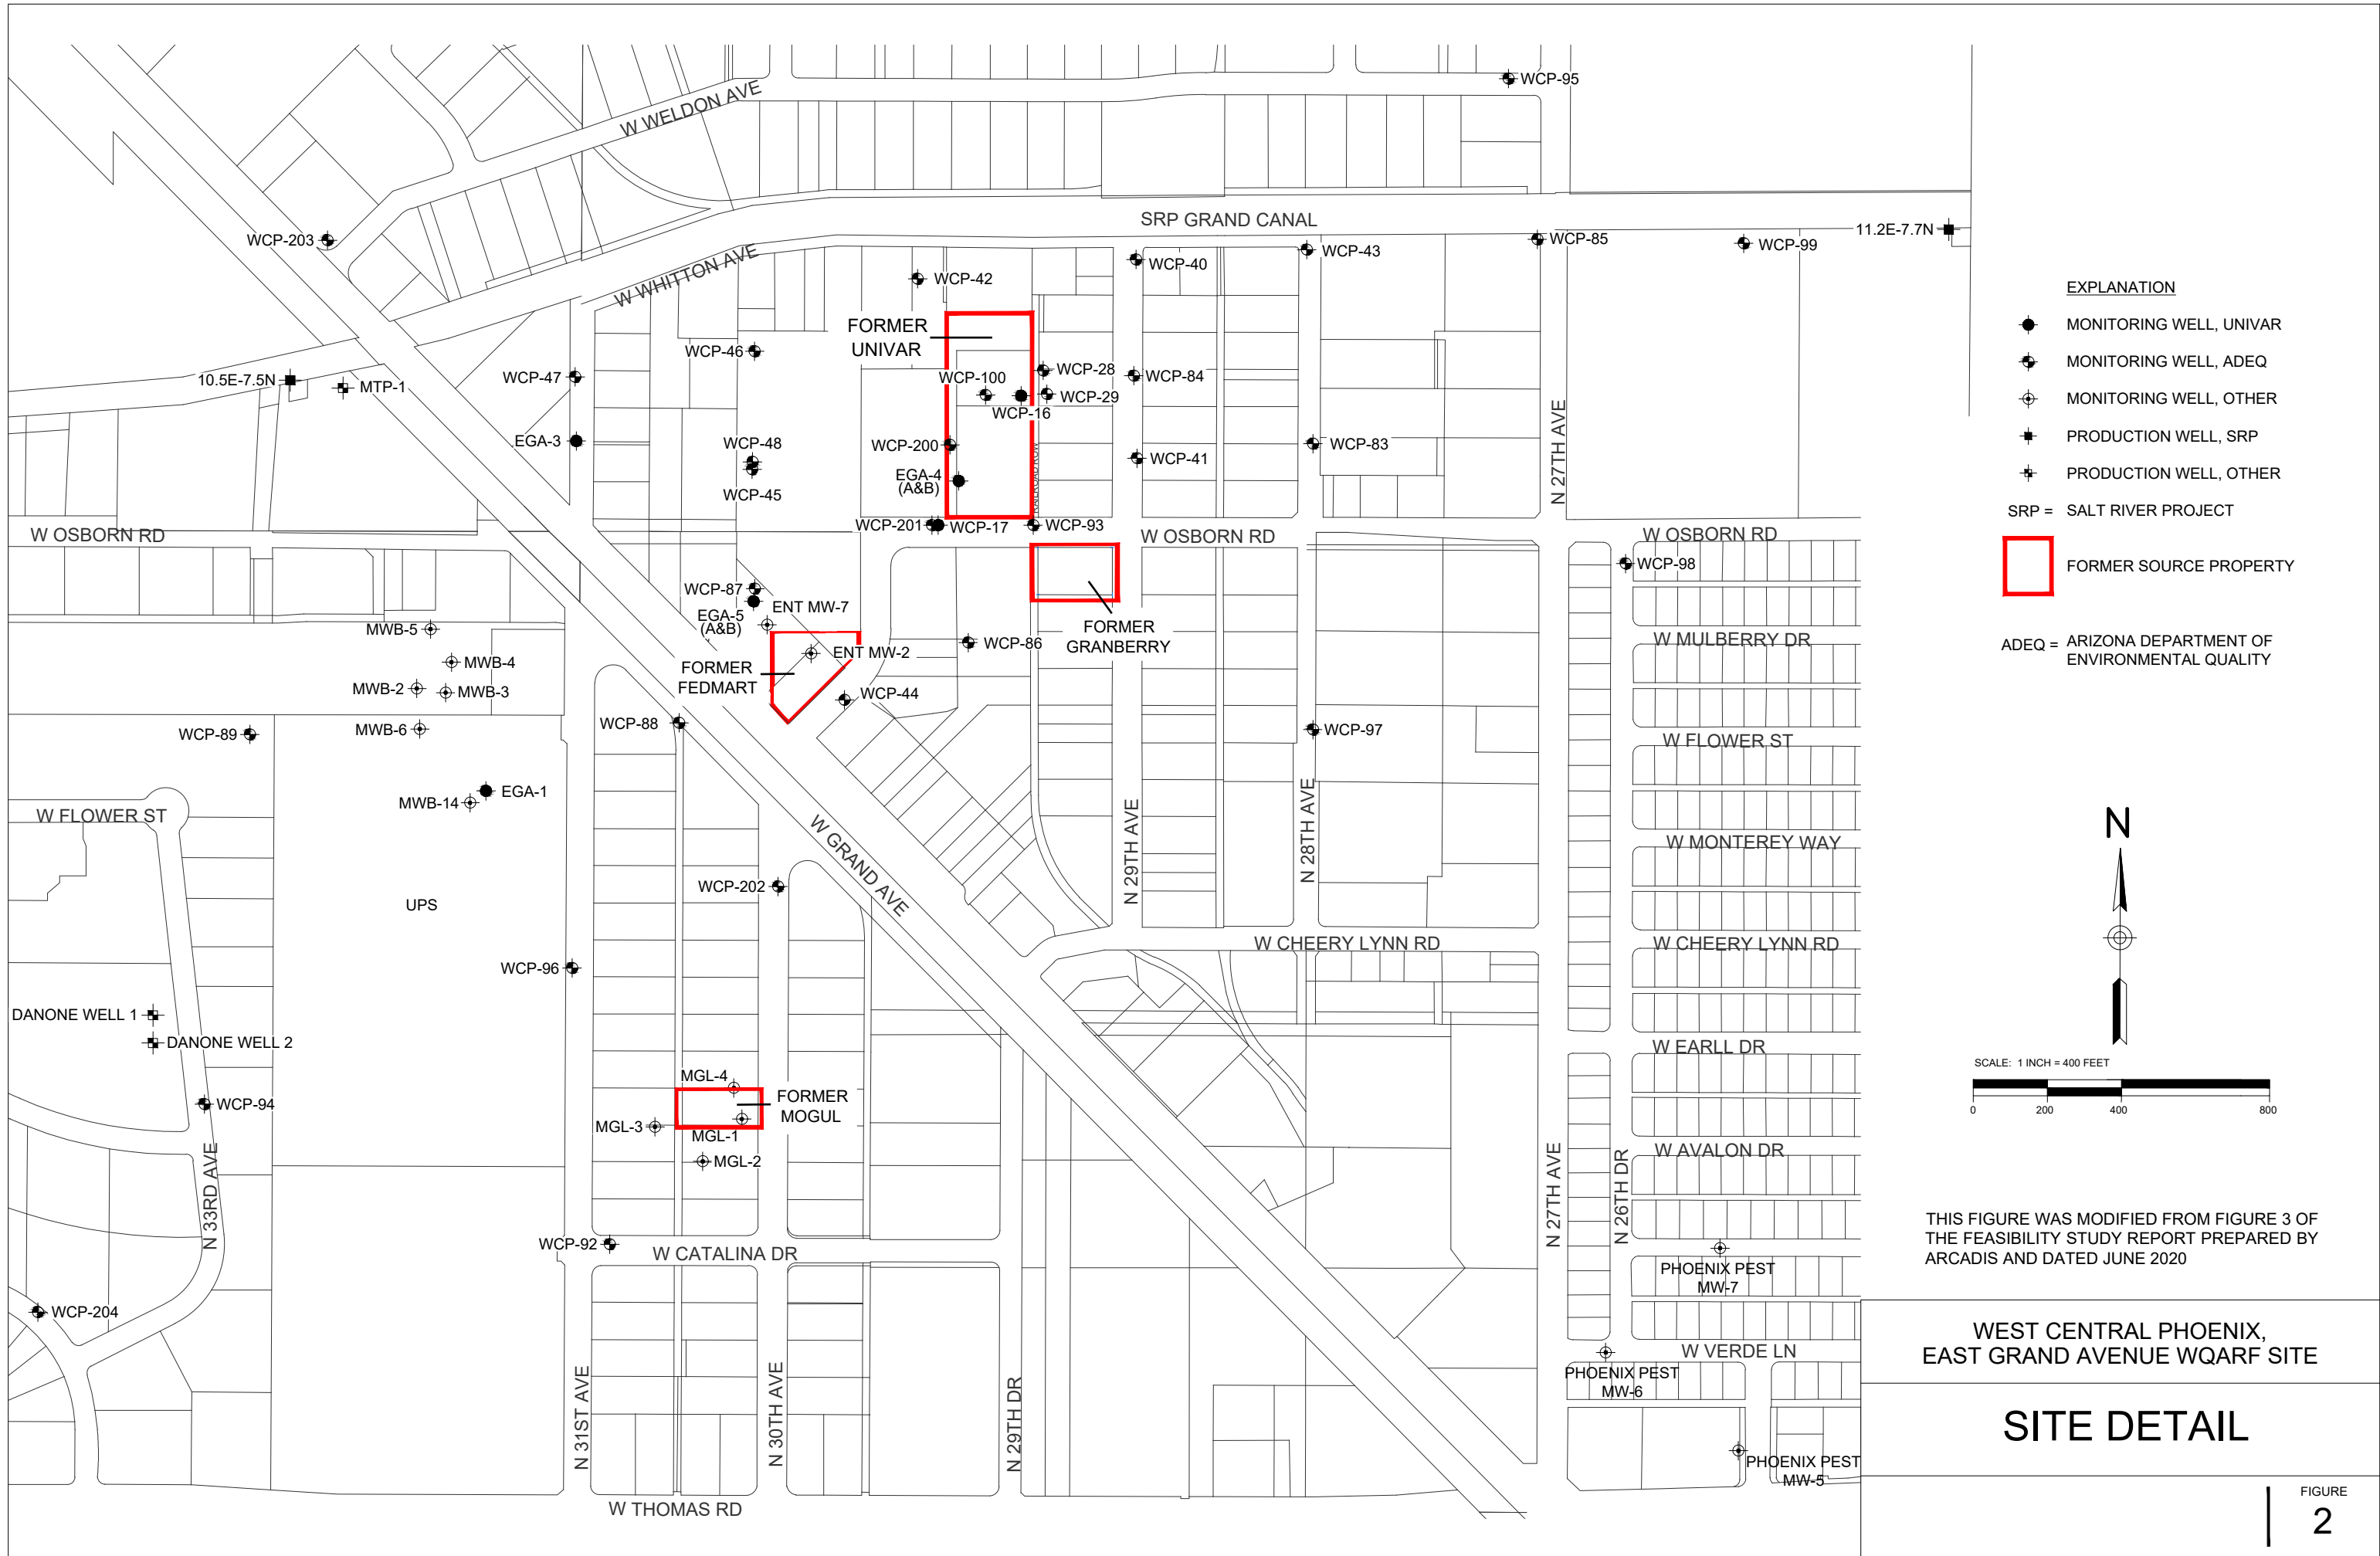 WCP-95
W WELDON AVE
SRP GRAND CANAL
WCP-203
W WHITTON AVE
WCP-42
WCP-40
WCP-43
WCP-85
WCP-99
11.2E-7.7N
EXPLANATION
MONITORING WELL, UNIVAR
MONITORING WELL, ADEQ
MONITORING WELL, OTHER
PRODUCTION WELL, SRP
PRODUCTION WELL, OTHER
SRP = SALT RIVER PROJECT
FORMER SOURCE PROPERTY
ADEQ = ARIZONA DEPARTMENT OF
ENVIRONMENTAL QUALITY
FORMER
UNIVAR
WCP-46
10.5E-7.5N
MTP-1
WCP-47
WCP-100
WCP-28
WCP-84
WCP-29
WCP-16
EGA-3
WCP-48
WCP-200
WCP-83
WCP-41
EGA-4
(A&B)
WCP-45
RAILROAD ROW
N 27TH AVE
WCP-201
WCP-17
WCP-93
W OSBORN RD
W OSBORN RD
W OSBORN RD
WCP-98
WCP-87
EGA-5
(A&B)
ENT MW-7
FORMER
GRANBERRY
MWB-5
MWB-4
MWB-2
MWB-3
ENT MW-2
WCP-86
W MULBERRY DR
FORMER
FEDMART
WCP-44
WCP-88
WCP-97
WCP-89
MWB-6
W FLOWER ST
MWB-14
EGA-1
W FLOWER ST
N 29TH AVE
N 28TH AVE
W GRAND AVE
W MONTEREY WAY
N
WCP-202
UPS
W CHEERY LYNN RD
W CHEERY LYNN RD
WCP-96
DANONE WELL 1
DANONE WELL 2
W EARLL DR
SCALE: 1 INCH = 400 FEET
0 200 400 800
MGL-4
FORMER
MOGUL
WCP-94
MGL-3
MGL-1
MGL-2
W AVALON DR
N 33RD AVE
N 27TH AVE
N 26TH DR
WCP-92
W CATALINA DR
THIS FIGURE WAS MODIFIED FROM FIGURE 3 OF
THE FEASIBILITY STUDY REPORT PREPARED BY
ARCADIS AND DATED JUNE 2020
PHOENIX PEST
MW-7
WCP-204
W VERDE LN
PHOENIX PEST
MW-6
N 31ST AVE
N 30TH AVE
N 29TH DR
PHOENIX PEST
MW-5
W THOMAS RD
WEST CENTRAL PHOENIX,
EAST GRAND AVENUE WQARF SITE
SITE DETAIL
FIGURE
2